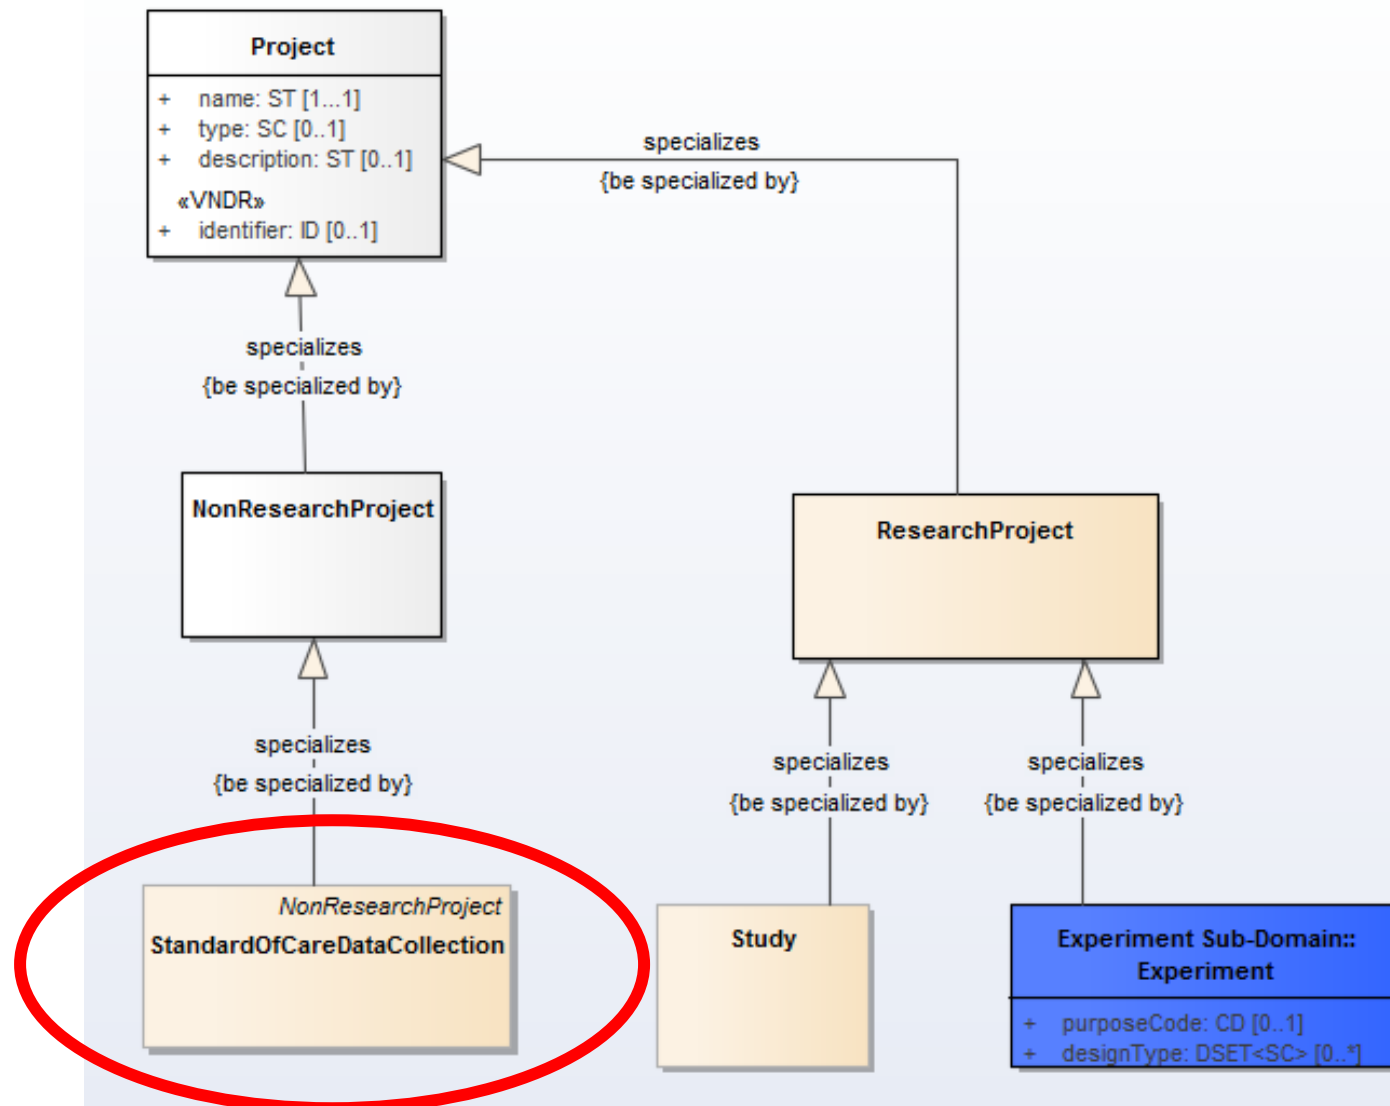 Project
+ name: ST [1...1]
+ type: SC [0..1]
+ description: ST [0..1]
«VNDR»
+ identifier: ID [0..1]
specializes
{be specialized by}
specializes
{be specialized by}
NonResearchProject
ResearchProject
specializes
{be specialized by}
specializes
{be specialized by}
specializes
{be specialized by}
NonResearchProject
StandardOfCareDataCollection
Study
Experiment Sub-Domain::
Experiment
+ purposeCode: CD [0..1]
+ designType: DSET<SC> [0..*]